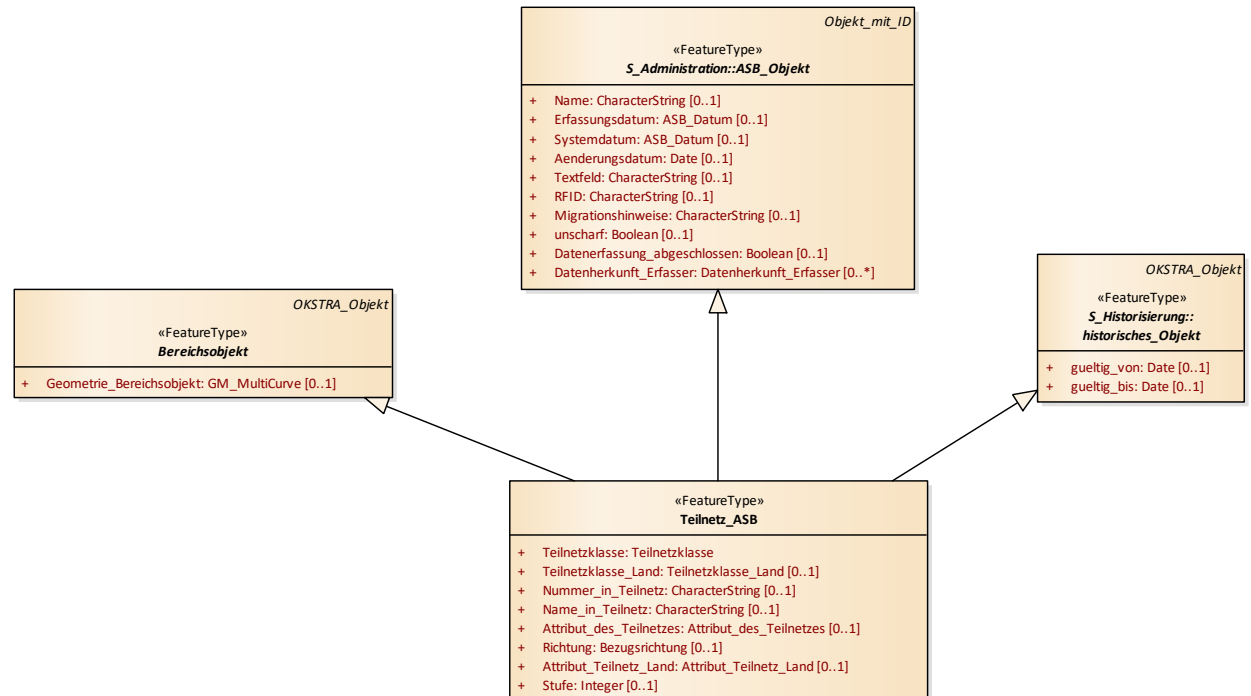 Objekt_mit_ID
«FeatureType»
S_Administration::ASB_Objekt
+ Name: CharacterString [0..1]
+ Erfassungsdatum: ASB_Datum [0..1]
+ Systemdatum: ASB_Datum [0..1]
+ Aenderungsdatum: Date [0..1]
+ Textfeld: CharacterString [0..1]
+ RFID: CharacterString [0..1]
+ Migrationshinweise: CharacterString [0..1]
+ unscharf: Boolean [0..1]
+ Datenerfassung_abgeschlossen: Boolean [0..1]
+ Datenherkunft_Erfasser: Datenherkunft_Erfasser [0..*]
OKSTRA_Objekt
«FeatureType»
Bereichsobjekt
+ Geometrie_Bereichsobjekt: GM_MultiCurve [0..1]
OKSTRA_Objekt
«FeatureType»
S_Historisierung::
historisches_Objekt
+ gueltig_von: Date [0..1]
+ gueltig_bis: Date [0..1]
«FeatureType»
Teilnetz_ASB
+ Teilnetzklasse: Teilnetzklasse
+ Teilnetzklasse_Land: Teilnetzklasse_Land [0..1]
+ Nummer_in_Teilnetz: CharacterString [0..1]
+ Name_in_Teilnetz: CharacterString [0..1]
+ Attribut_des_Teilnetzes: Attribut_des_Teilnetzes [0..1]
+ Richtung: Bezugsrichtung [0..1]
+ Attribut_Teilnetz_Land: Attribut_Teilnetz_Land [0..1]
+ Stufe: Integer [0..1]